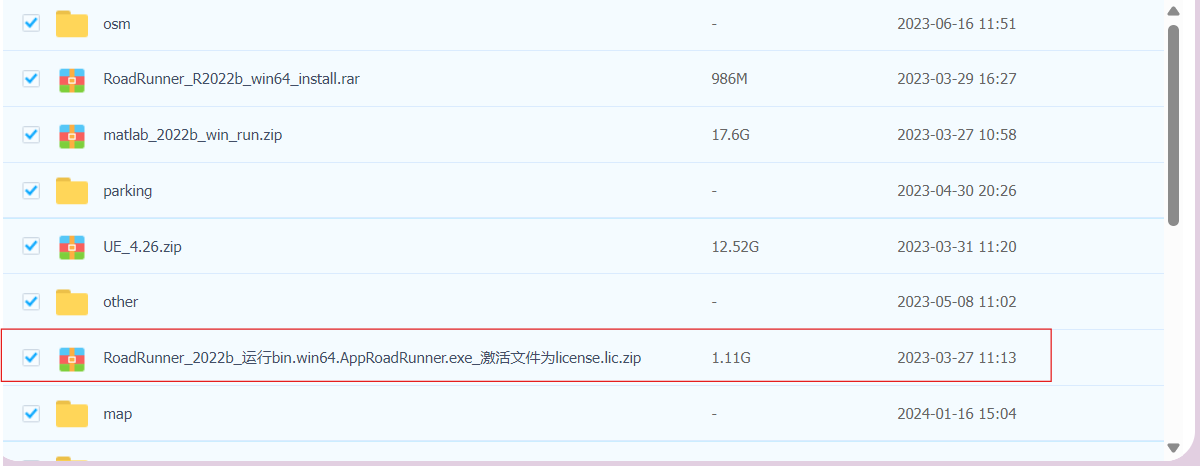 osm - 2023-06-16 11:51
RoadRunner_R2022b_win64_install.rar 986M 2023-03-29 16:27
matlab_2022b_win_run.zip 17.6G 2023-03-27 10:58
parking - 2023-04-30 20:26
UE_4.26.zip 12.52G 2023-03-31 11:20
other - 2023-05-08 11:02
RoadRunner_2022b_运行bin.win64.AppRoadRunner.exe_激活文件为license.lic.zip 1.11G 2023-03-27 11:13
map - 2024-01-16 15:04